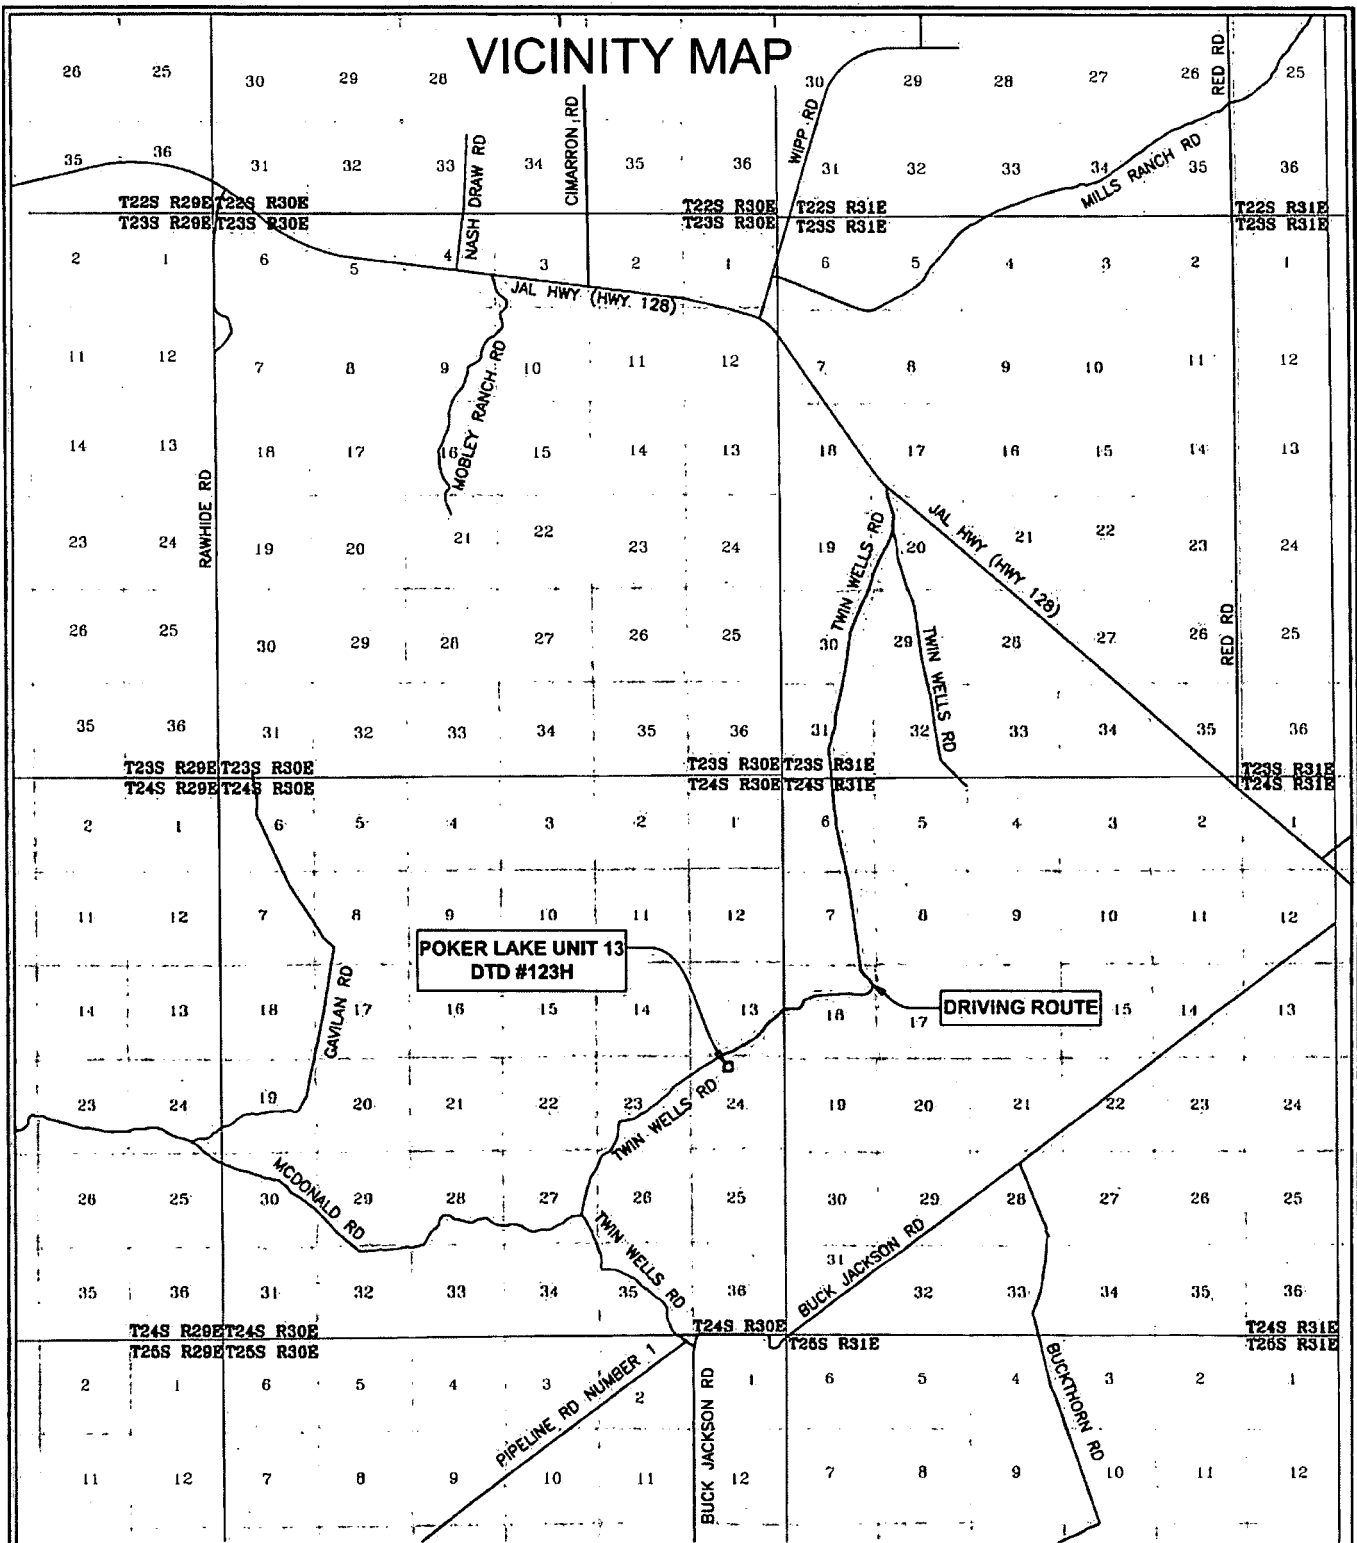 VICINITY MAP
26 25 30 29 28 30 29 28 27 26 25
RED RD
CIMARRON RD
WIPP RD
NASH DRAW RD
35 36 31 32 33 34 35 36 31 32 33 34 35 36
MILLS RANCH RD
T22S R29E T22S R30E T22S R30E T22S R31E T22S R31E
T23S R29E T23S R30E T23S R30E T23S R31E T23S R31E
2 1 6 5 4 3 2 1 6 5 4 3 2 1
JAL HWY (HWY 128)
11 12 7 8 9 10 11 12 7 8 9 10 11 12
MOBLEY RANCH RD
14 13 18 17 16 15 14 13 18 17 16 15 14 13
RAWHIDE RD
TWIN WELLS RD
JAL HWY (HWY 128)
23 24 19 20 21 22 23 24 19 20 21 22 23 24
26 25 30 29 28 27 26 25 30 29 28 27 26 25
TWIN WELLS RD
RED RD
35 36 31 32 33 34 35 36 31 32 33 34 35 36
T23S R29E T23S R30E T23S R30E T23S R31E T23S R31E
T24S R29E T24S R30E T24S R30E T24S R31E T24S R31E
2 1 6 5 4 3 2 1 6 5 4 3 2 1
11 12 7 8 9 10 11 12 7 8 9 10 11 12
POKER LAKE UNIT 13
DTD #123H
GAVILAN RD
DRIVING ROUTE
14 13 18 17 16 15 14 13 18 17 15 14 13
23 24 19 20 21 22 23 24 19 20 21 22 23 24
TWIN WELLS RD
MCDONALD RD
26 25 30 29 28 27 26 25 30 29 28 27 26 25
TWIN WELLS RD
BUCK JACKSON RD
35 36 31 32 33 34 35 36 31 32 33 34 35 36
T24S R29E T24S R30E T24S R30E T24S R31E
T25S R29E T25S R30E T25S R31E T25S R31E
2 1 6 5 4 3 2 1 6 5 4 3 2 1
PIPELINE RD NUMBER 1
BUCK JACKSON RD
BUCKTHORN RD
11 12 7 8 9 10 11 12 7 8 9 10 11 12